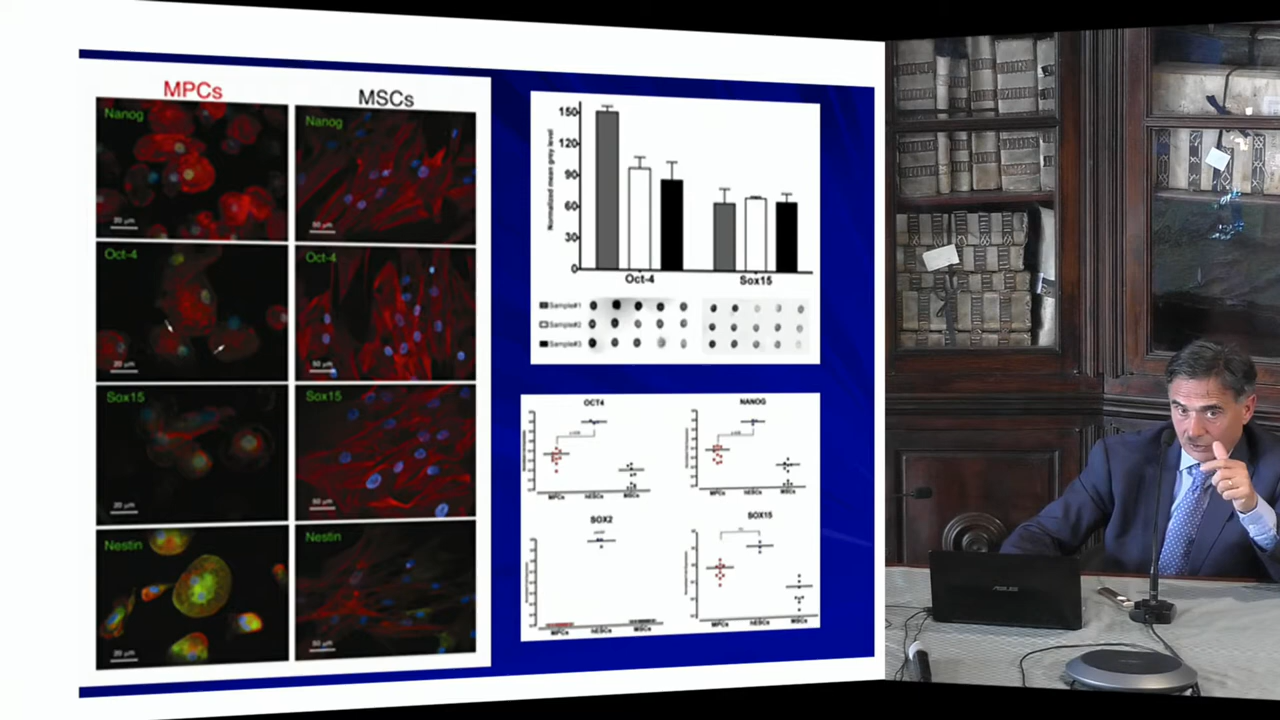 MPCs
MSCs
Nanog
20 μm
Nanog
50 μm
Oct-4
20 μm
Oct-4
50 μm
Sox15
20 μm
Sox15
50 μm
Nestin
20 μm
Nestin
50 μm
Normalized mean grey level
150
120
90
60
30
0
Oct-4
Sox15
Sample#1
Sample#2
Sample#3
OCT4
MPCs
hESCs
MSCs
NANOG
MPCs
hESCs
MSCs
SOX2
MPCs
hESCs
MSCs
SOX15
MPCs
hESCs
MSCs
ASUS